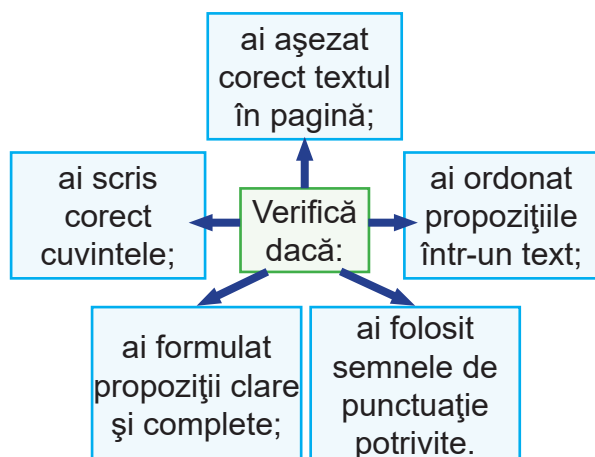 ai aşezat
corect textul
în pagină;
ai scris
corect
cuvintele;
Verifică
dacă:
ai ordonat
propoziţiile
într-un text;
ai formulat
propoziţii clare
şi complete;
ai folosit
semnele de
punctuaţie
potrivite.